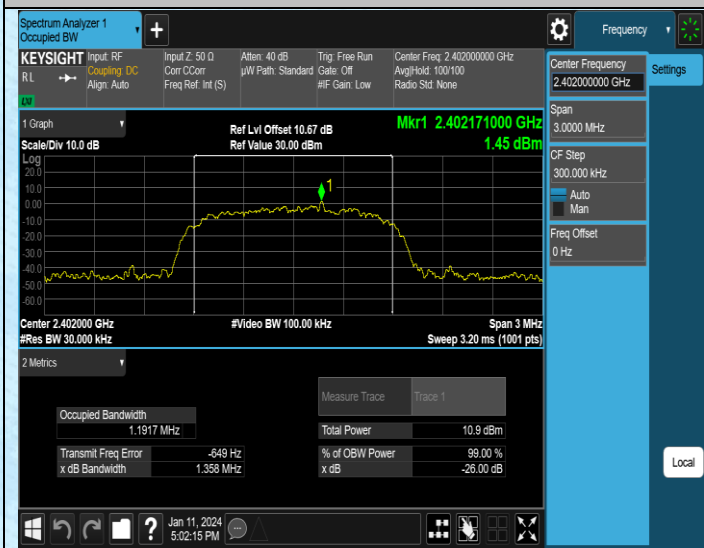 Spectrum Analyzer 1
Occupied BW
+
Frequency
KEYSIGHT
RL
Input: RF
Coupling: DC
Align: Auto
Input Z: 50 Ω
Corr CCorr
Freq Ref: Int (S)
Atten: 40 dB
µW Path: Standard
Trig: Free Run
Gate: Off
#IF Gain: Low
Center Freq: 2.402000000 GHz
Avg|Hold: 100/100
Radio Std: None
LXI
1 Graph
Scale/Div 10.0 dB
Ref Lvl Offset 10.67 dB
Ref Value 30.00 dBm
Mkr1 2.402171000 GHz
1.45 dBm
Log
20.0
10.0
0.00
-10.0
-20.0
-30.0
-40.0
-50.0
-60.0
1
Center 2.402000 GHz
#Res BW 30.000 kHz
#Video BW 100.00 kHz
Span 3 MHz
Sweep 3.20 ms (1001 pts)
2 Metrics
Measure Trace
Trace 1
Occupied Bandwidth
1.1917 MHz
Total Power
10.9 dBm
Transmit Freq Error
-649 Hz
% of OBW Power
99.00 %
x dB Bandwidth
1.358 MHz
x dB
-26.00 dB
Center Frequency
2.402000000 GHz
Settings
Span
3.0000 MHz
CF Step
300.000 kHz
Auto
Man
Freq Offset
0 Hz
Local
?
Jan 11, 2024
5:02:15 PM